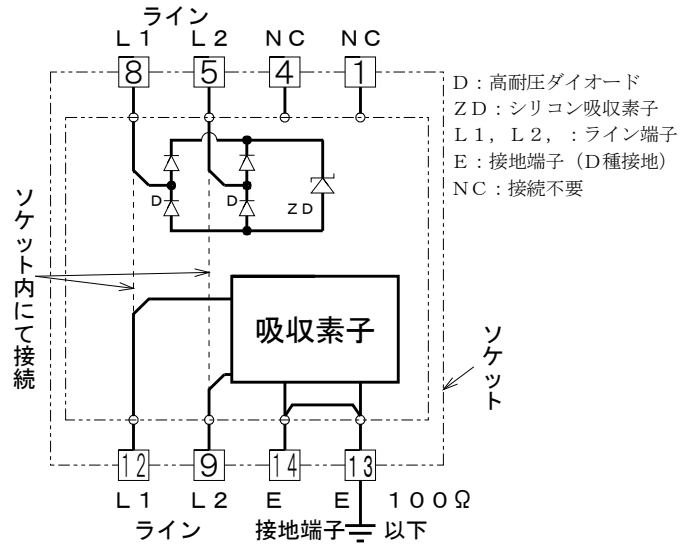 ライン
L1 L2 NC NC
8 5 4 1
D:高耐圧ダイオード
ZD:シリコン吸収素子
L1, L2, :ライン端子
E:接地端子(D種接地)
NC:接続不要
D D ZD
ソケット内にて接続
吸収素子
ソケット
12 9 14 13
L1 L2 E E 100Ω
ライン 接地端子 以下